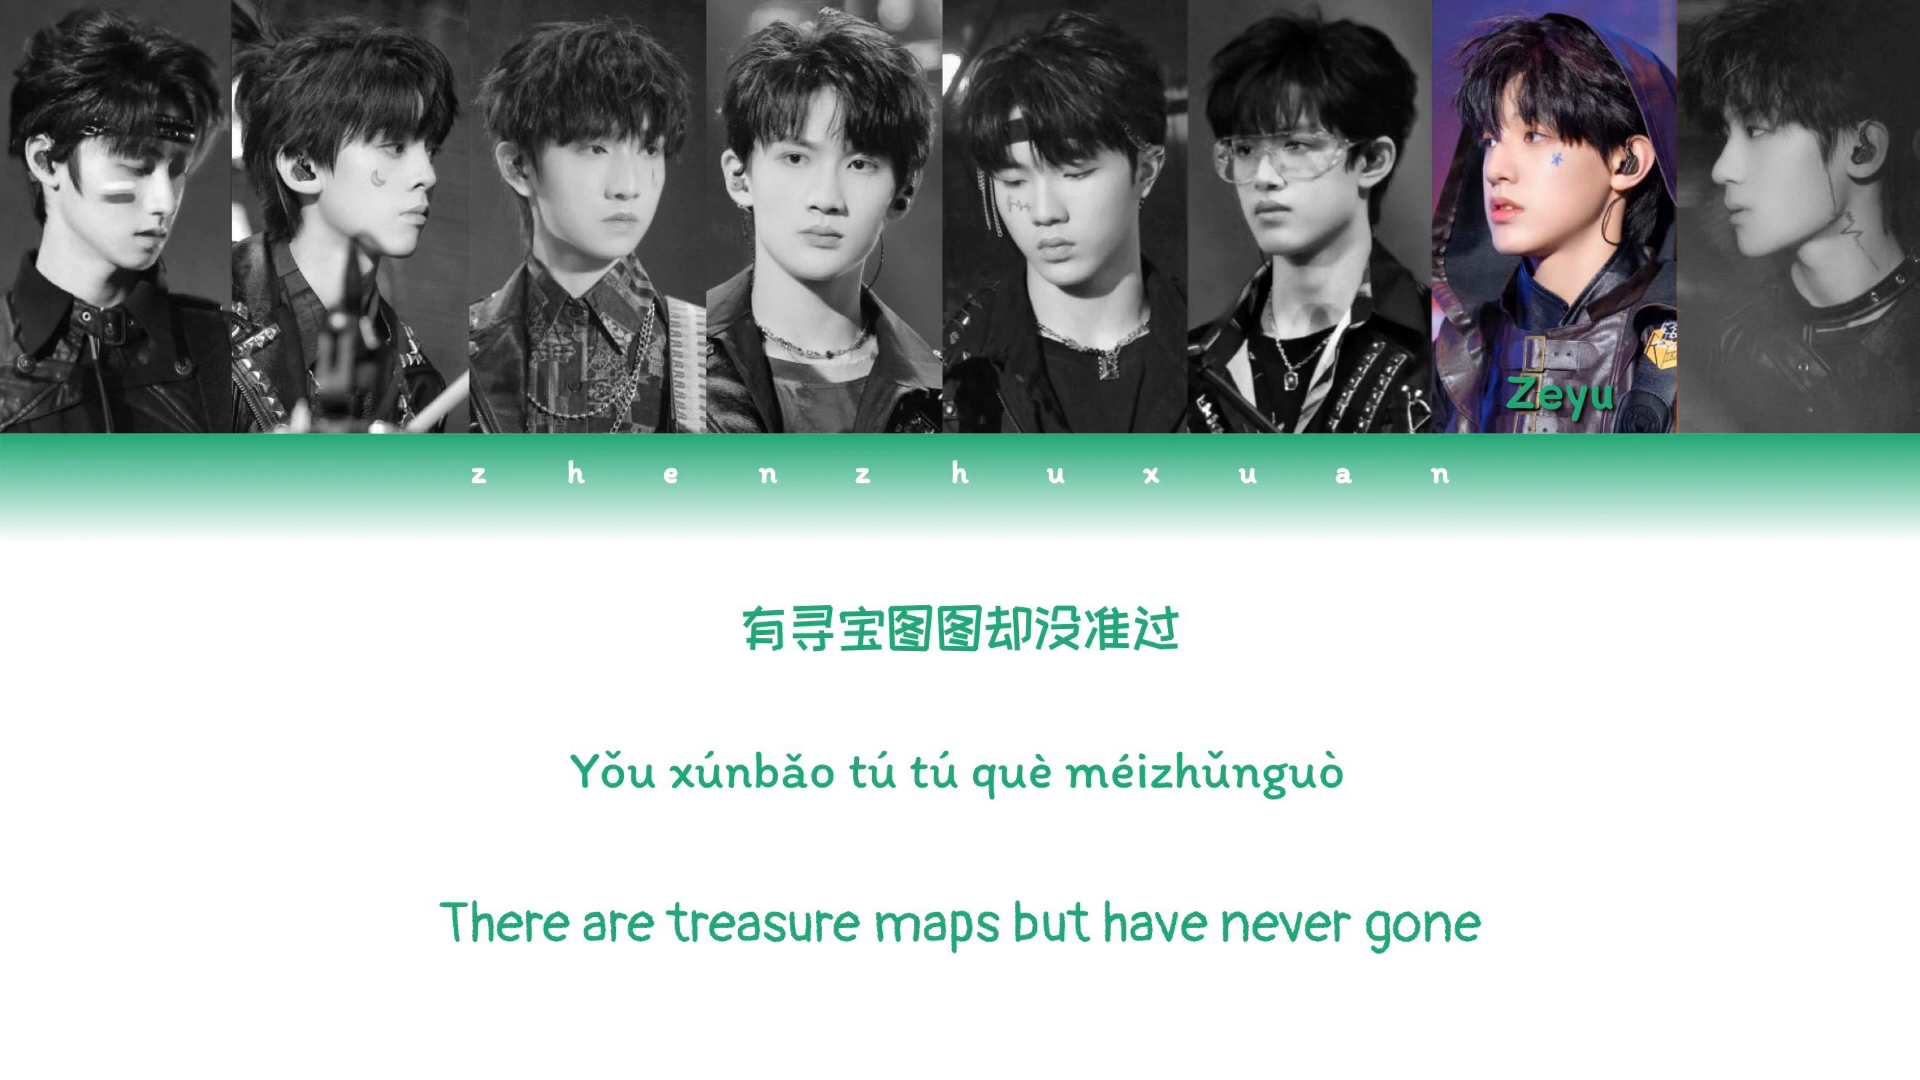 Zeyu
zhenzhuxuan
有寻宝图图却没准过
Yǒu xúnbǎo tú tú què méizhǔnguò
There are treasure maps but have never gone